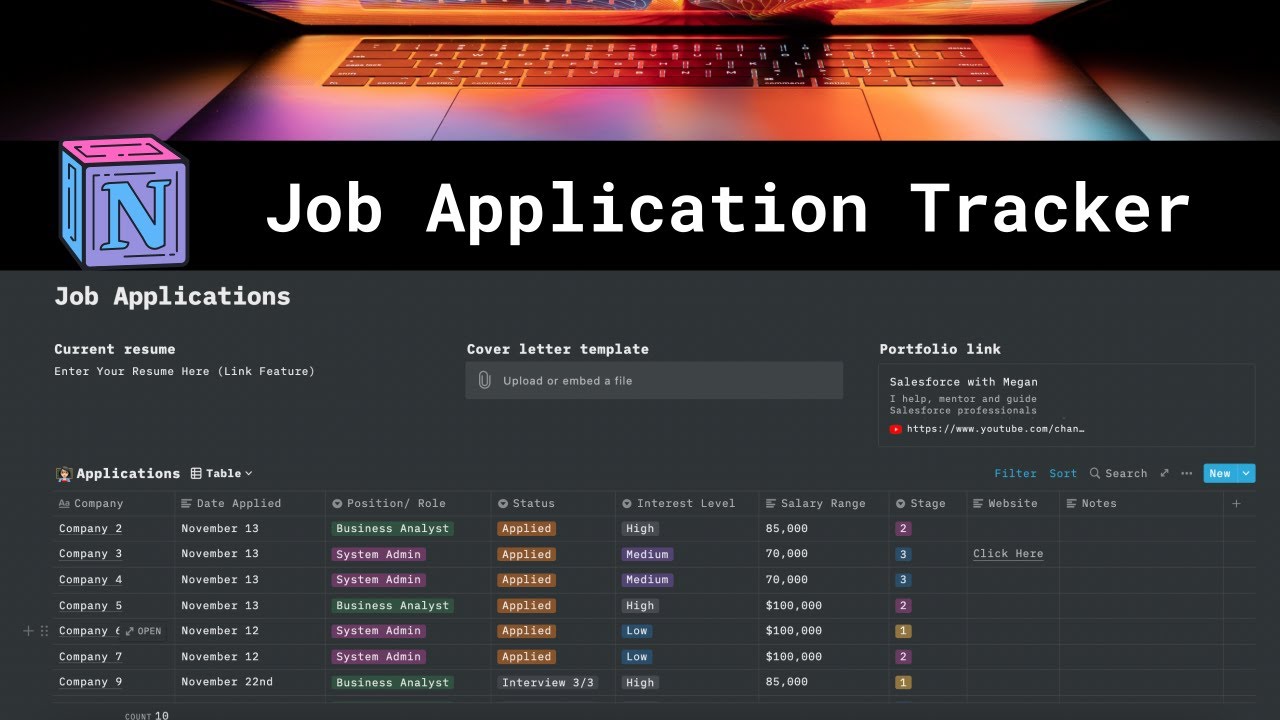 N
Job Application Tracker
Job Applications
Current resume
Enter Your Resume Here (Link Feature)
Cover letter template
Upload or embed a file
Portfolio link
Salesforce with Megan
I help, mentor and guide
Salesforce professionals
https://www.youtube.com/chan…
Applications Table Filter Sort Search ••• New
Aa Company Date Applied Position/ Role Status Interest Level Salary Range Stage Website Notes +
Company 2 November 13 Business Analyst Applied High 85,000 2
Company 3 November 13 System Admin Applied Medium 70,000 3 Click Here
Company 4 November 13 System Admin Applied Medium 70,000 3
Company 5 November 13 Business Analyst Applied High $100,000 2
Company 6 OPEN November 12 System Admin Applied Low $100,000 1
Company 7 November 12 System Admin Applied Low $100,000 2
Company 9 November 22nd Business Analyst Interview 3/3 High 85,000 1
COUNT 10